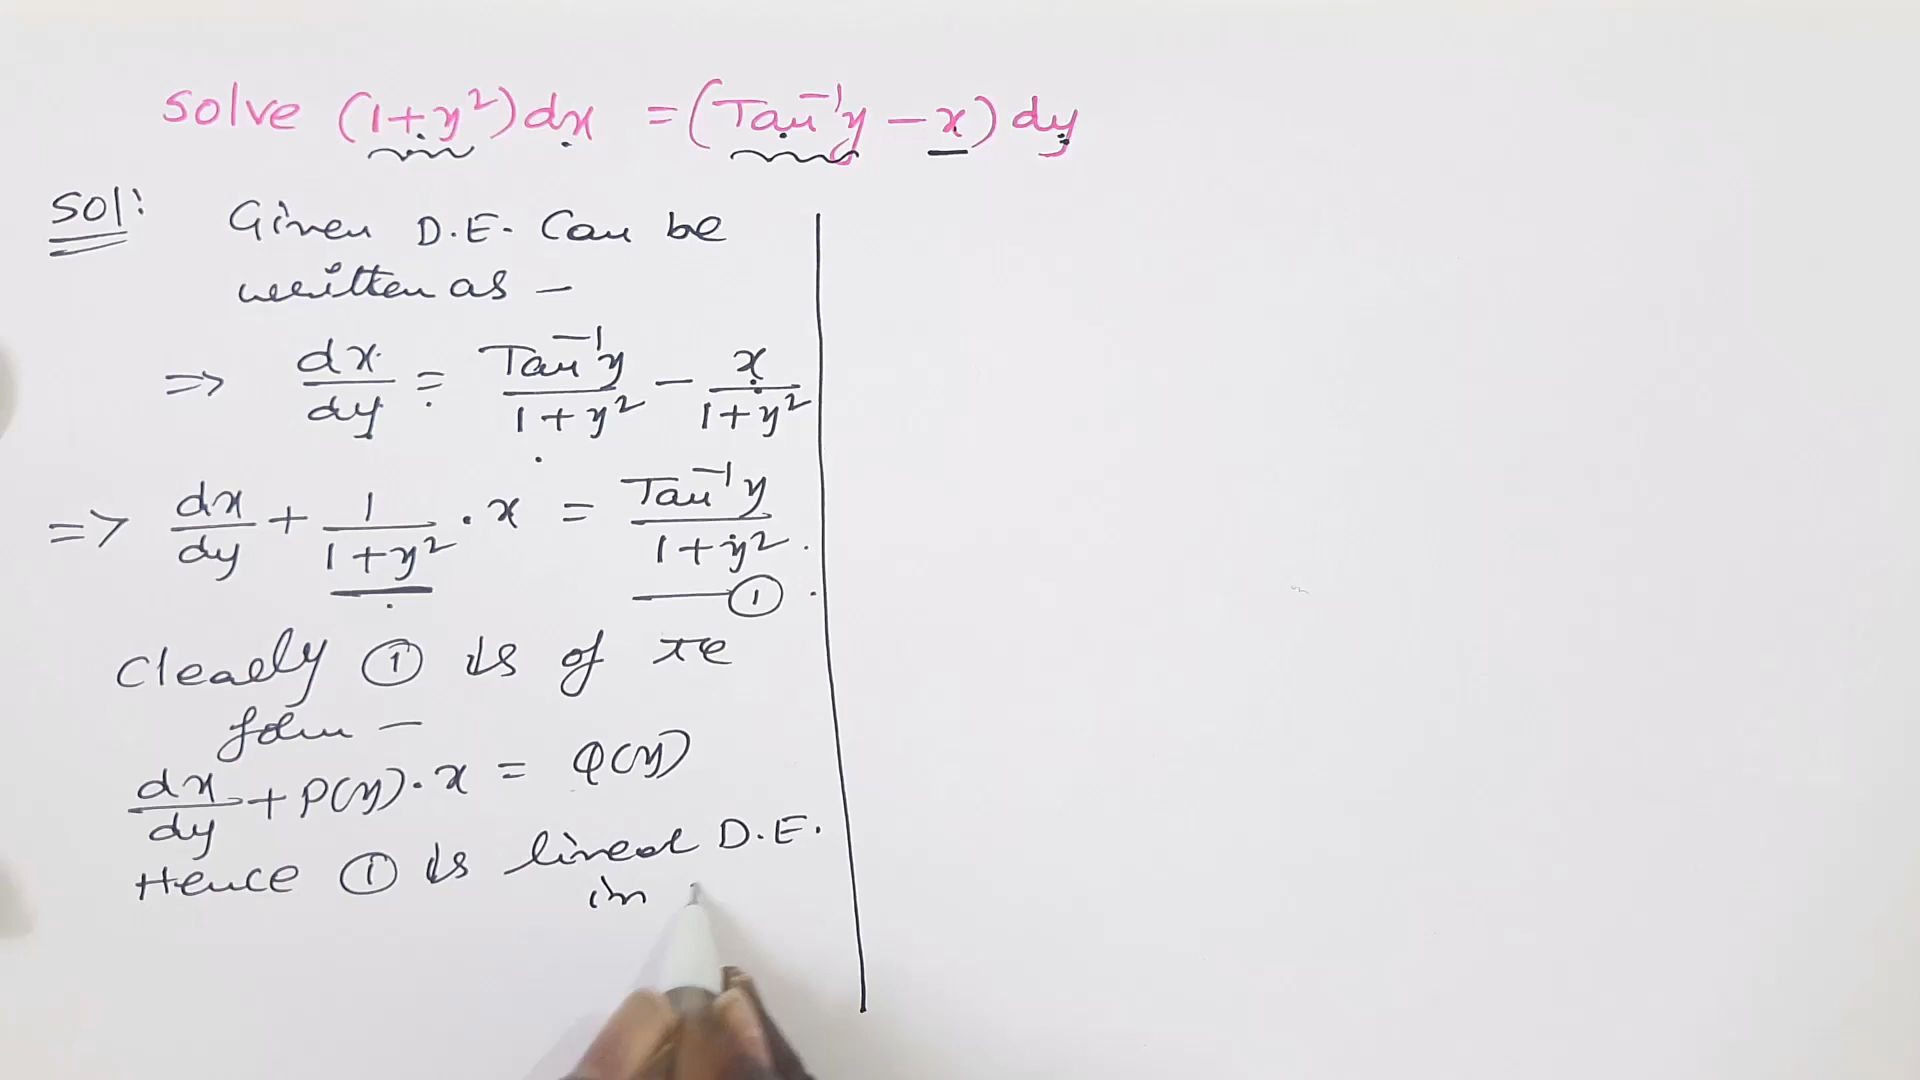 Solve (1+y²)dx = (Tan⁻¹y - x) dy
Sol: Given D.E. Can be
written as -
=> dx/dy = Tan⁻¹y/1+y² - x/1+y²
=> dx/dy + 1/1+y² · x = Tan⁻¹y/1+y².
—①.
Clearly ① is of the
form -
dx/dy + P(y)·x = Q(y)
Hence ① is linear D.E.
in